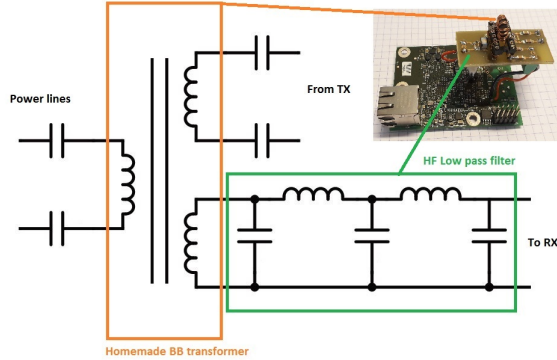 Power lines
From TX
HF Low pass filter
To RX
Homemade BB transformer